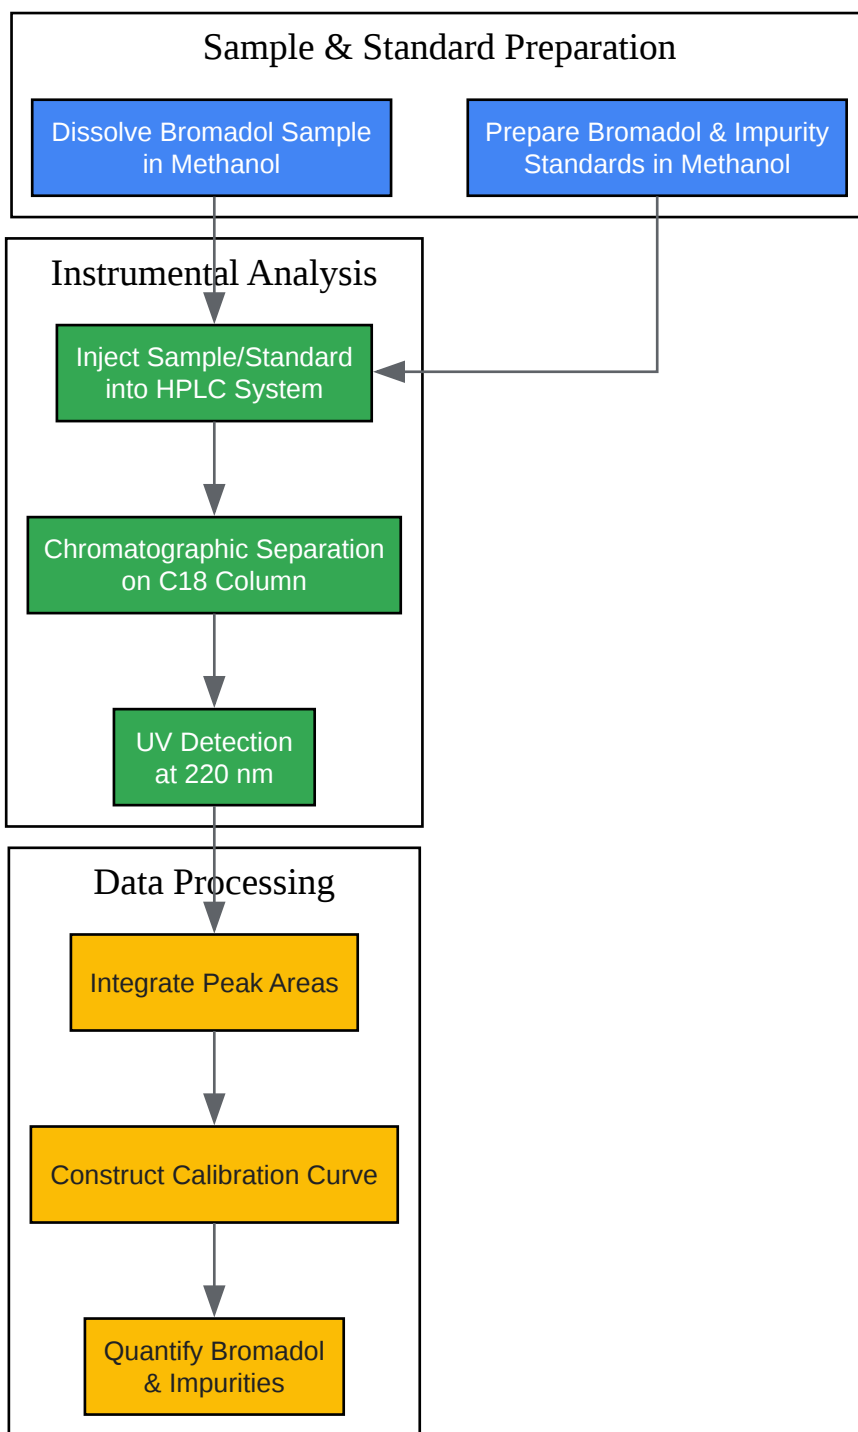 Sample & Standard Preparation
Dissolve Bromadol Sample
in Methanol
Prepare Bromadol & Impurity
Standards in Methanol
Instrumental Analysis
Inject Sample/Standard
into HPLC System
Chromatographic Separation
on C18 Column
UV Detection
at 220 nm
Data Processing
Integrate Peak Areas
Construct Calibration Curve
Quantify Bromadol
& Impurities